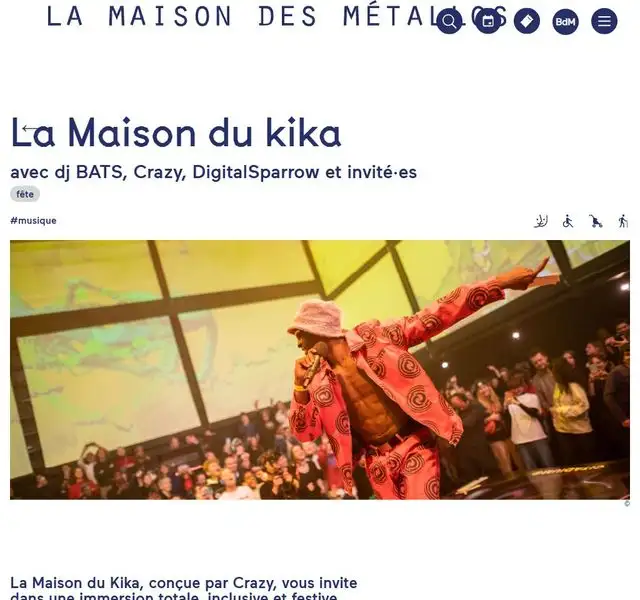 LA MAISON DES MÉTALLOS
BdM
←
La Maison du kika
avec dj BATS, Crazy, DigitalSparrow et invité·es
fête
#musique
©
La Maison du Kika, conçue par Crazy, vous invite
dans une immersion totale, inclusive et festive